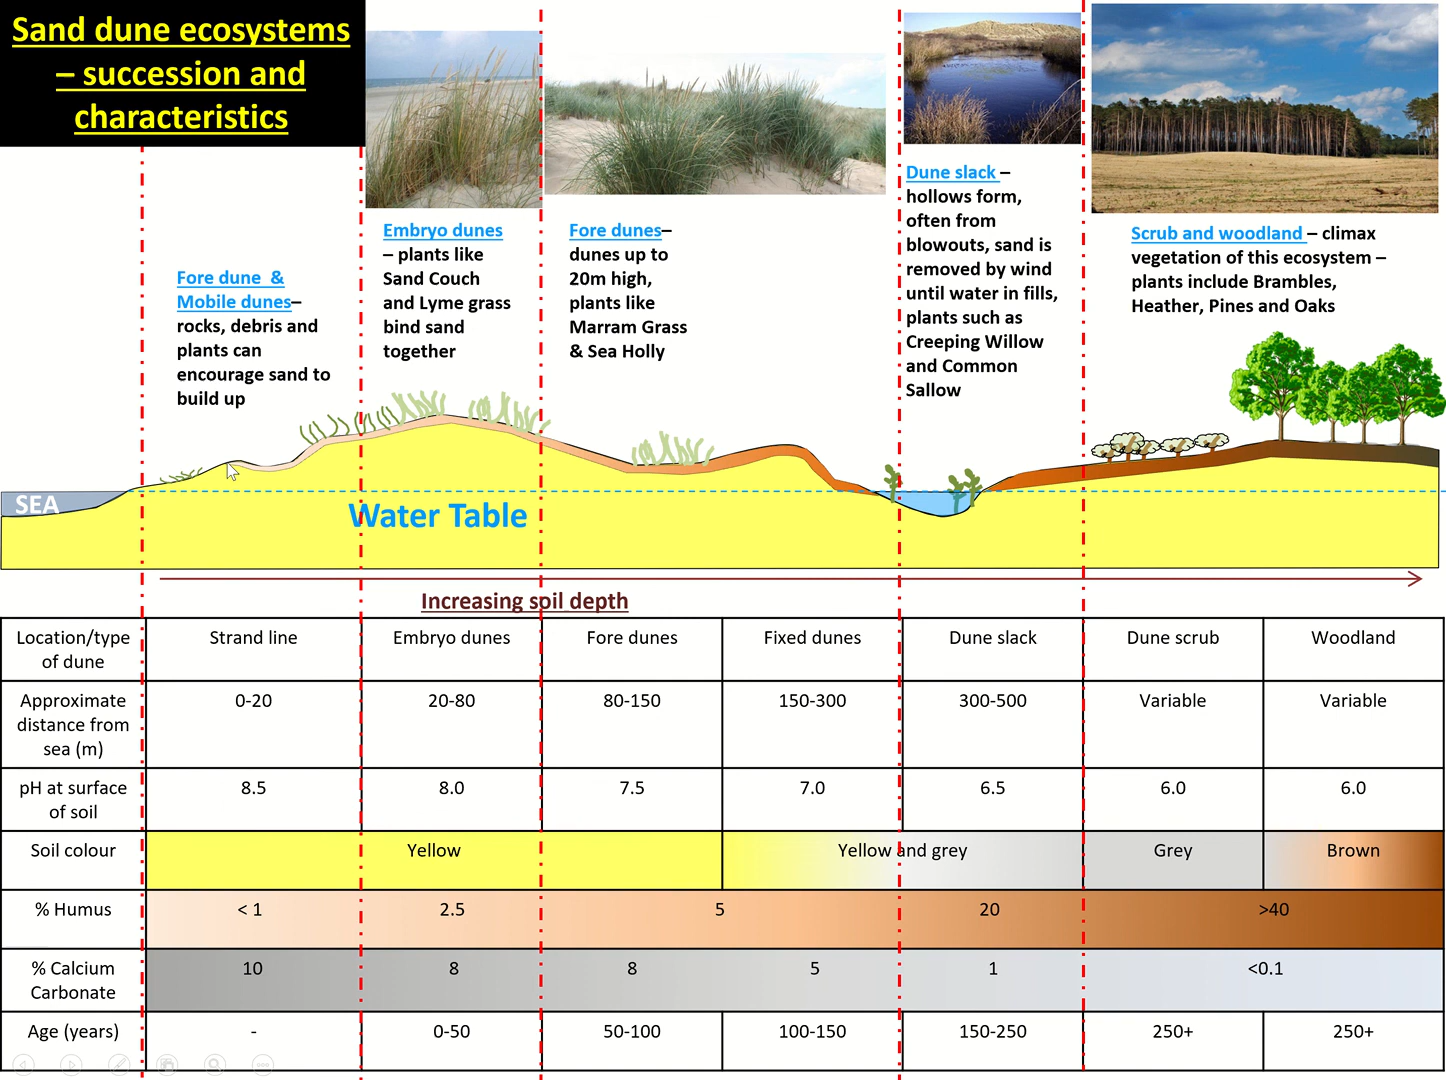 Sand dune ecosystems
– succession and
characteristics
Fore dune  &
Mobile dunes–
rocks, debris and
plants can
encourage sand to
build up
Embryo dunes
– plants like
Sand Couch
and Lyme grass
bind sand
together
Fore dunes–
dunes up to
20m high,
plants like
Marram Grass
& Sea Holly
Dune slack –
hollows form,
often from
blowouts, sand is
removed by wind
until water in fills,
plants such as
Creeping Willow
and Common
Sallow
Scrub and woodland – climax
vegetation of this ecosystem –
plants include Brambles,
Heather, Pines and Oaks
SEA
Water Table
Increasing soil depth
Location/type
of dune
Strand line
Embryo dunes
Fore dunes
Fixed dunes
Dune slack
Dune scrub
Woodland
Approximate
distance from
sea (m)
0-20
20-80
80-150
150-300
300-500
Variable
Variable
pH at surface
of soil
8.5
8.0
7.5
7.0
6.5
6.0
6.0
Soil colour
Yellow
Yellow and grey
Grey
Brown
% Humus
< 1
2.5
5
20
>40
% Calcium
Carbonate
10
8
8
5
1
<0.1
Age (years)
-
0-50
50-100
100-150
150-250
250+
250+